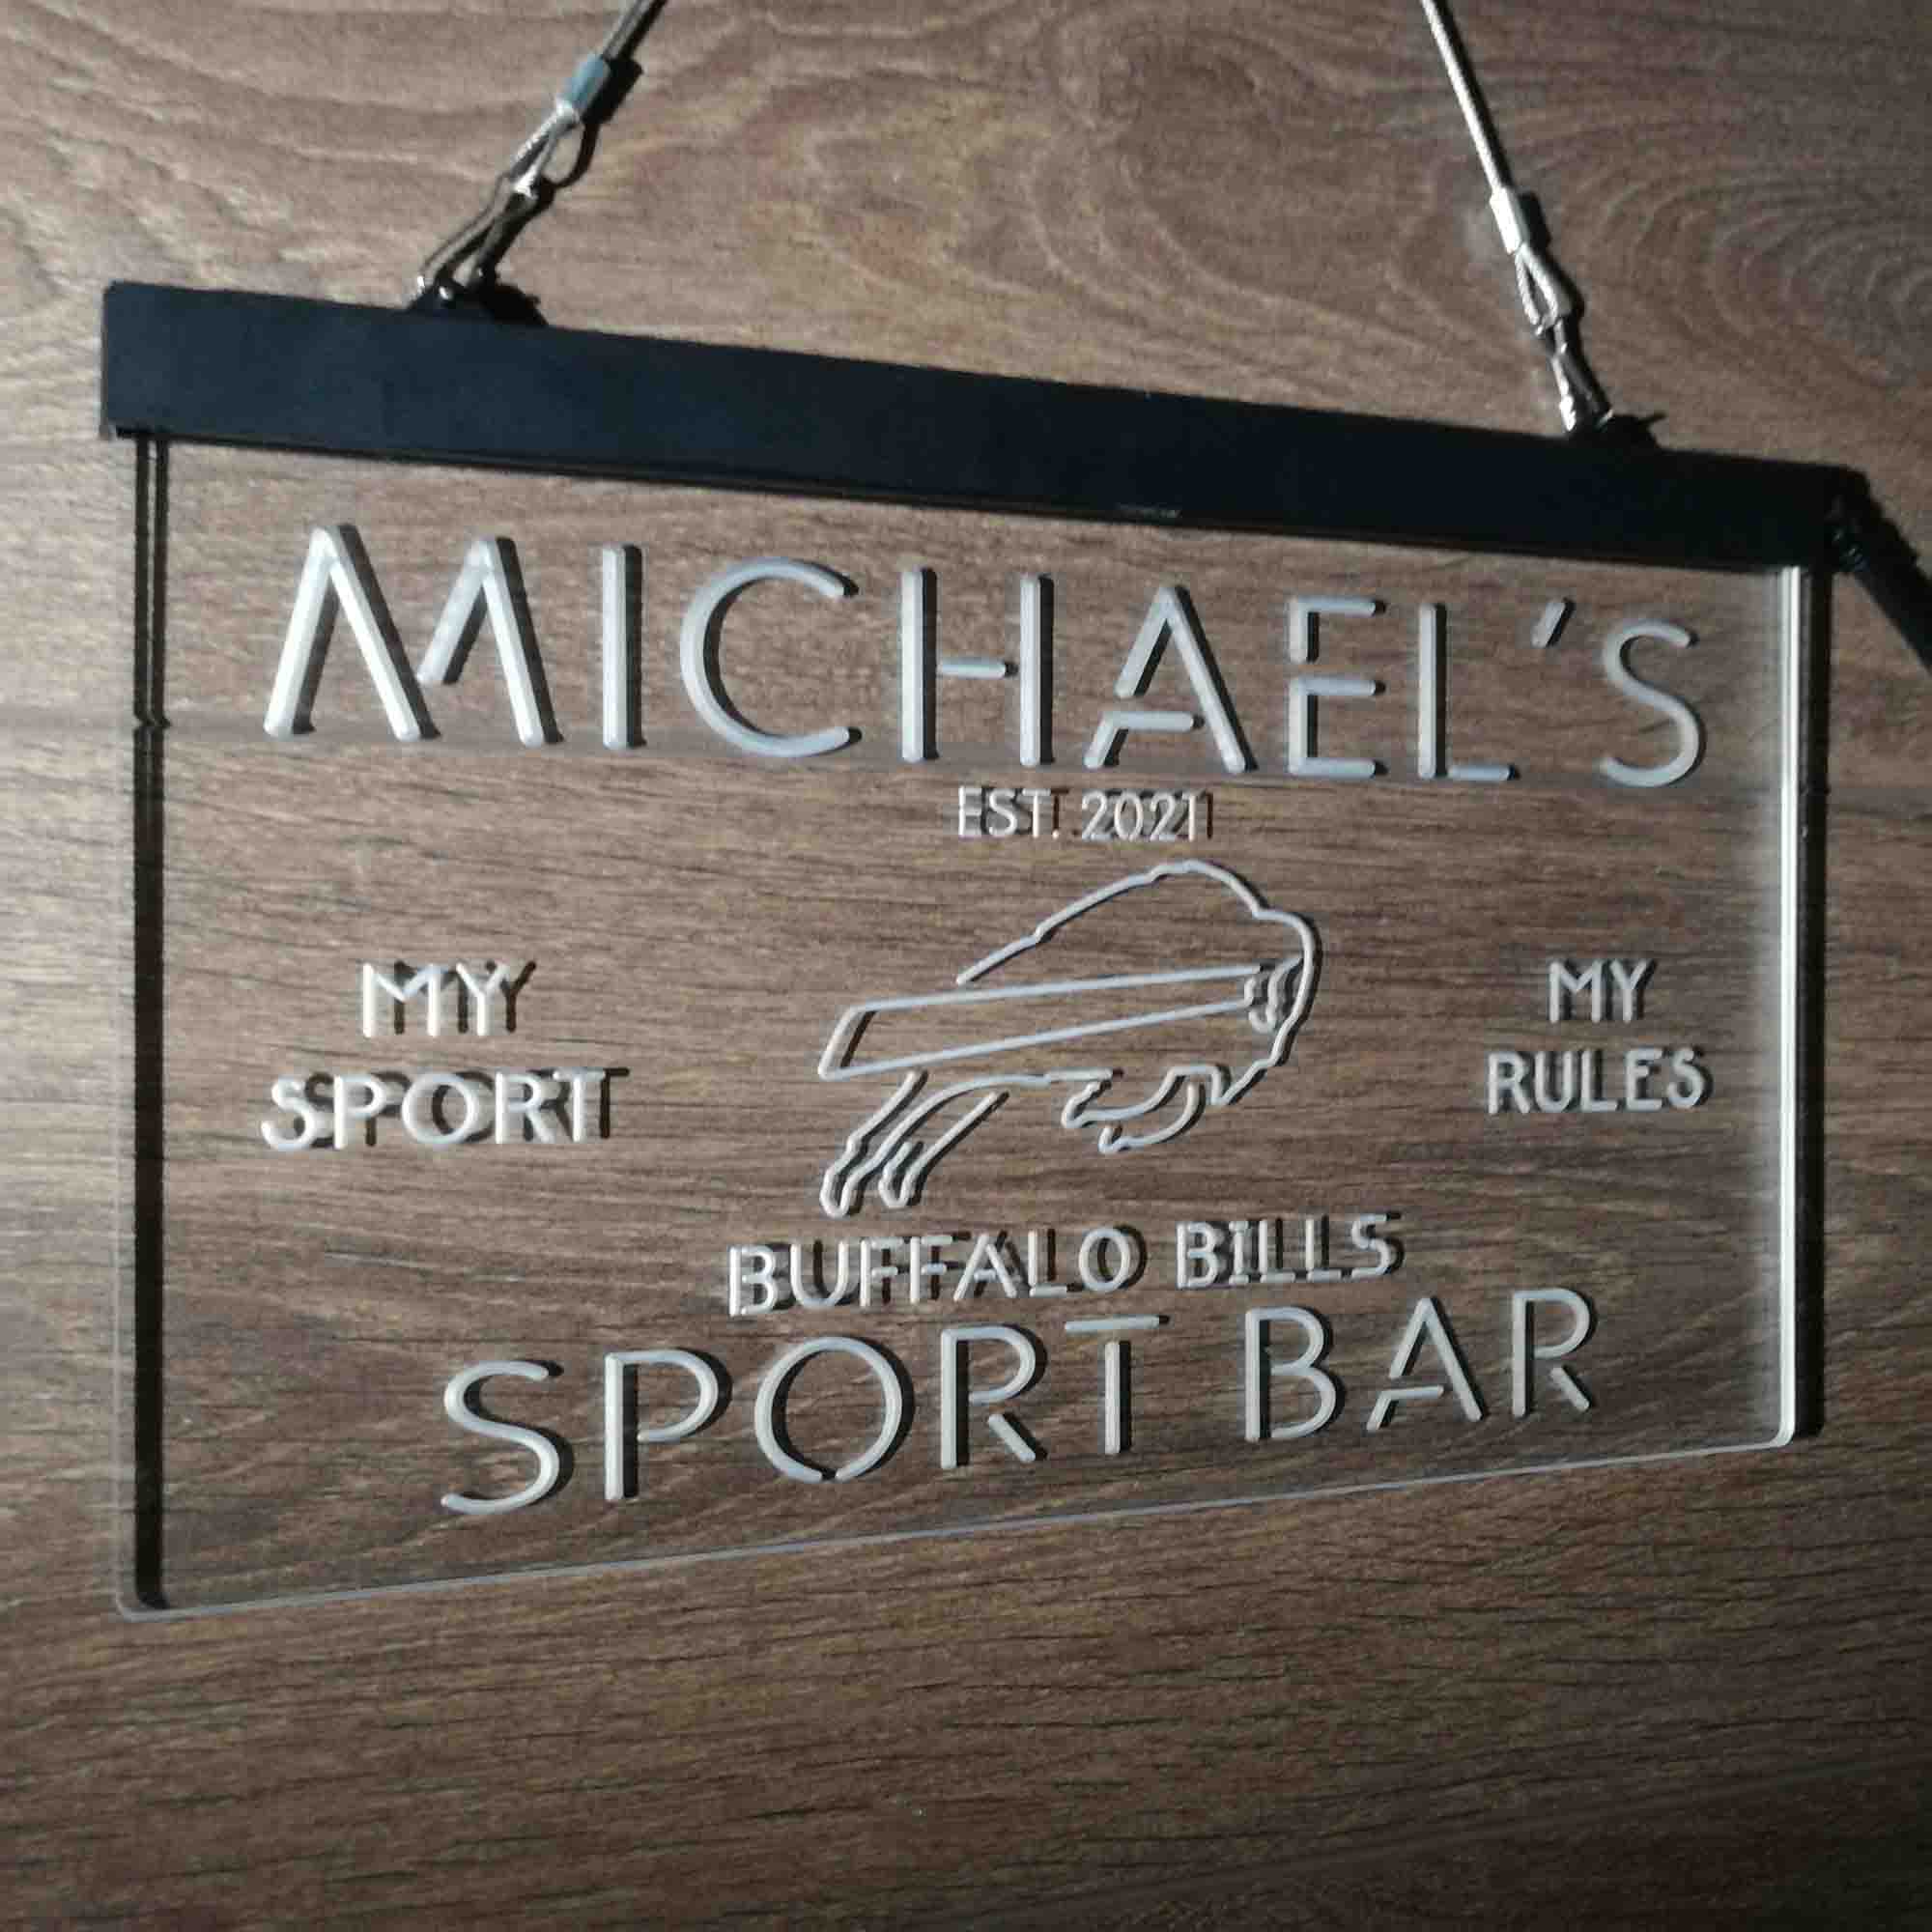 MICHAEL'S
EST. 2021
MY
SPORT
MY
RULES
BUFFALO BILLS
SPORT BAR